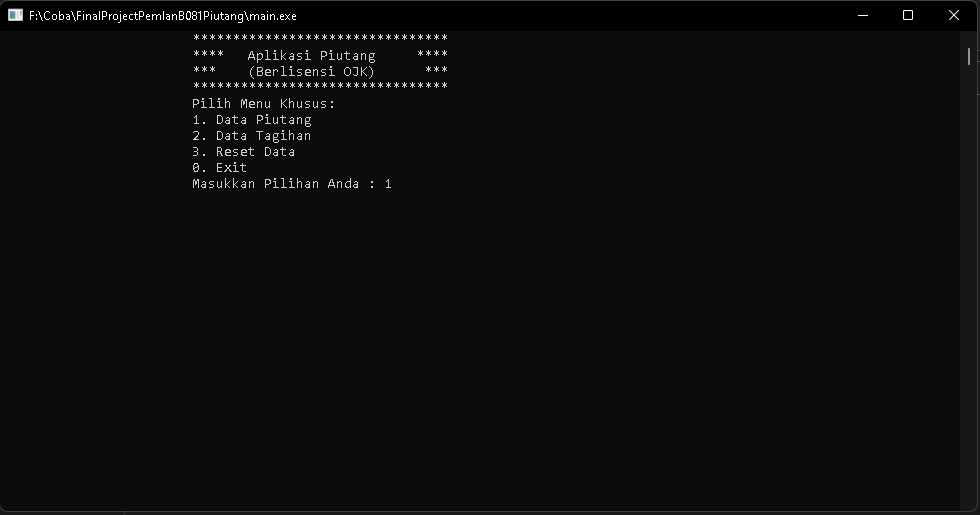 F:\Coba\FinalProjectPemlanB081Piutang\main.exe
********************************
****   Aplikasi Piutang     ****
***    (Berlisensi OJK)      ***
********************************
Pilih Menu Khusus:
1. Data Piutang
2. Data Tagihan
3. Reset Data
0. Exit
Masukkan Pilihan Anda : 1